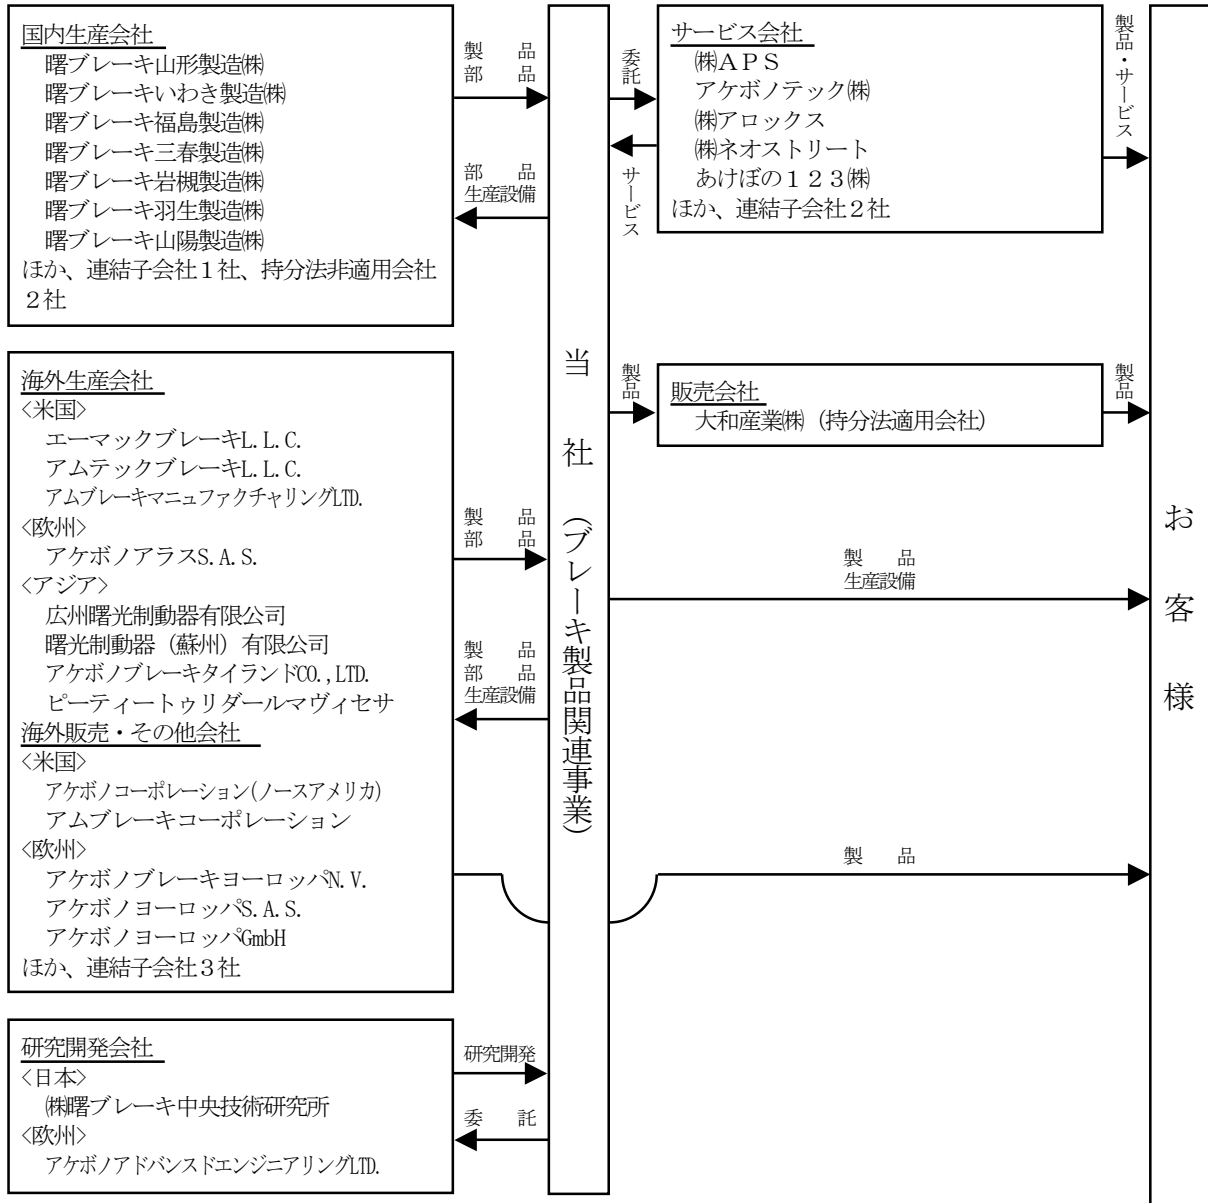 国内生産会社
曙ブレーキ山形製造㈱
曙ブレーキいわき製造㈱
曙ブレーキ福島製造㈱
曙ブレーキ三春製造㈱
曙ブレーキ岩槻製造㈱
曙ブレーキ羽生製造㈱
曙ブレーキ山陽製造㈱
ほか、連結子会社１社、持分法非適用会社
２社
製 品
部 品
部 品
生産設備
海外生産会社
<米国>
エーマックブレーキL.L.C.
アムテックブレーキL.L.C.
アムブレーキマニュファクチャリングLTD.
<欧州>
アケボノアラスS.A.S.
<アジア>
広州曙光制動器有限公司
曙光制動器（蘇州）有限公司
アケボノブレーキタイランドCO.,LTD.
ピーティートゥリダールマヴィセサ
海外販売・その他会社
<米国>
アケボノコーポレーション(ノースアメリカ)
アムブレーキコーポレーション
<欧州>
アケボノブレーキヨーロッパN.V.
アケボノヨーロッパS.A.S.
アケボノヨーロッパGmbH
ほか、連結子会社３社
製 品
部 品
製 品
部 品
生産設備
研究開発会社
<日本>
㈱曙ブレーキ中央技術研究所
<欧州>
アケボノアドバンスドエンジニアリングLTD.
研究開発
委 託
当社（ブレーキ製品関連事業）
委託
サービス
サービス会社
㈱ＡＰＳ
アケボノテック㈱
㈱アロックス
㈱ネオストリート
あけぼの１２３㈱
ほか、連結子会社２社
製品・サービス
製品
販売会社
大和産業㈱（持分法適用会社）
製品
製 品
生産設備
製 品
お客様